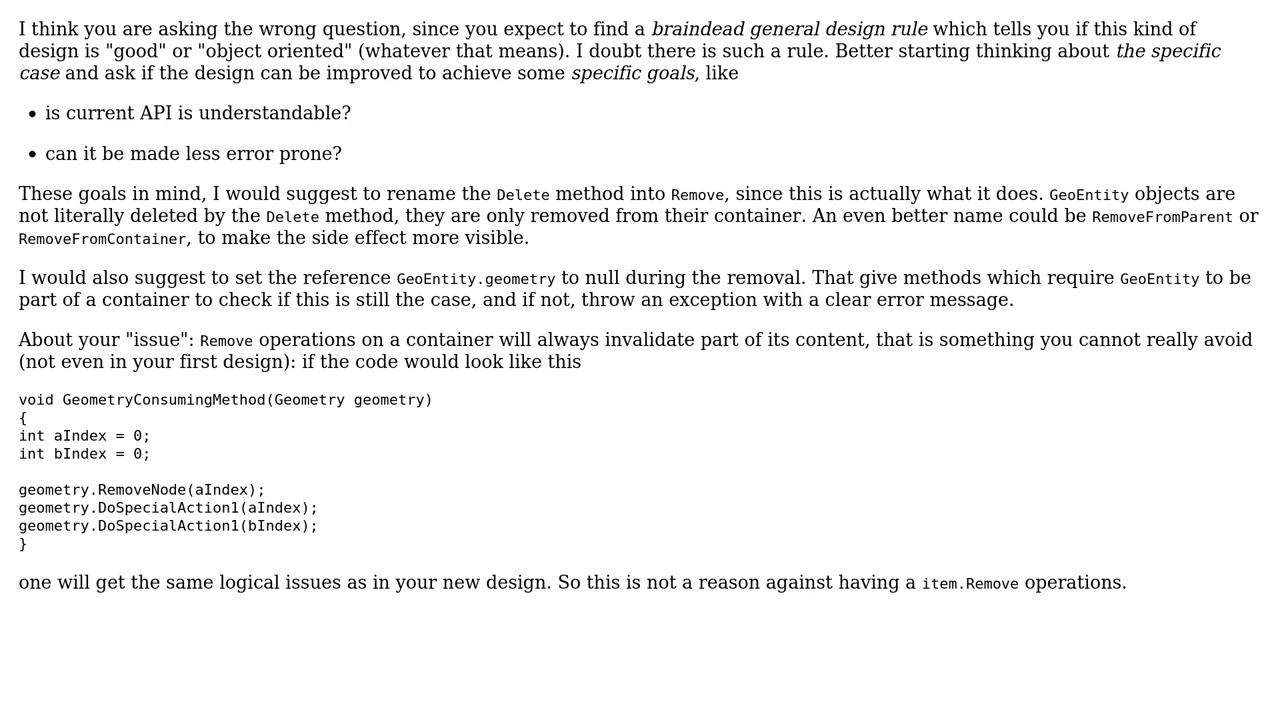 I think you are asking the wrong question, since you expect to find a braindead general design rule which tells you if this kind of
design is "good" or "object oriented" (whatever that means). I doubt there is such a rule. Better starting thinking about the specific
case and ask if the design can be improved to achieve some specific goals, like
• is current API is understandable?
• can it be made less error prone?
These goals in mind, I would suggest to rename the Delete method into Remove, since this is actually what it does. GeoEntity objects are
not literally deleted by the Delete method, they are only removed from their container. An even better name could be RemoveFromParent or
RemoveFromContainer, to make the side effect more visible.
I would also suggest to set the reference GeoEntity.geometry to null during the removal. That give methods which require GeoEntity to be
part of a container to check if this is still the case, and if not, throw an exception with a clear error message.
About your "issue": Remove operations on a container will always invalidate part of its content, that is something you cannot really avoid
(not even in your first design): if the code would look like this
void GeometryConsumingMethod(Geometry geometry)
{
int aIndex = 0;
int bIndex = 0;
geometry.RemoveNode(aIndex);
geometry.DoSpecialAction1(aIndex);
geometry.DoSpecialAction1(bIndex);
}
one will get the same logical issues as in your new design. So this is not a reason against having a item.Remove operations.